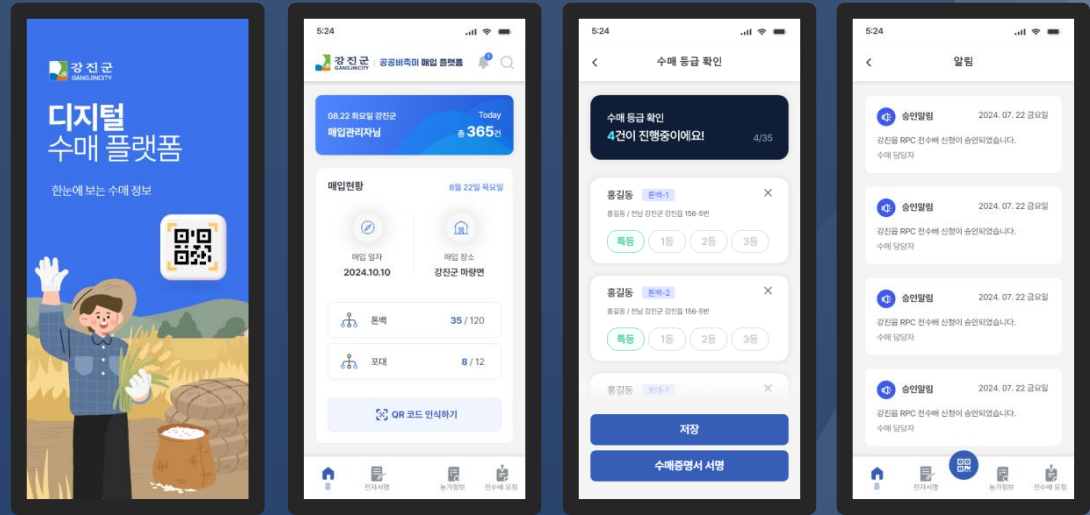 강진군
GANGJINCITY
디지털
수매 플랫폼
한눈에 보는 수매 정보
5:24
강진군 GANGJINCITY 공공비축미 매입 플랫폼
08.22 화요일 강진군 Today
매입관리자님 총 365건
매입현황 8월 22일 목요일
매입 일자 매입 장소
2024.10.10 강진군 마량면
톤백 35 / 120
포대 8 / 12
QR 코드 인식하기
홈 전자서명 농가정보 전수배 요청
5:24
수매 등급 확인
수매 등급 확인
4건이 진행중이에요! 4/35
홍길동 톤백-1
홍길동 / 전남 강진군 강진읍 156-5번
특등 1등 2등 3등
홍길동 톤백-2
홍길동 / 전남 강진군 강진읍 156-5번
특등 1등 2등 3등
홍길동 포대-1
저장
수매증명서 서명
5:24
알림
승인알림 2024. 07. 22 금요일
강진읍 RPC 전수배 신청이 승인되었습니다.
수매 담당자
승인알림 2024. 07. 22 금요일
강진읍 RPC 전수배 신청이 승인되었습니다.
수매 담당자
승인알림 2024. 07. 22 금요일
강진읍 RPC 전수배 신청이 승인되었습니다.
수매 담당자
승인알림 2024. 07. 22 금요일
강진읍 RPC 전수배 신청이 승인되었습니다.
수매 담당자
홈 전자서명 농가정보 전수배 요청